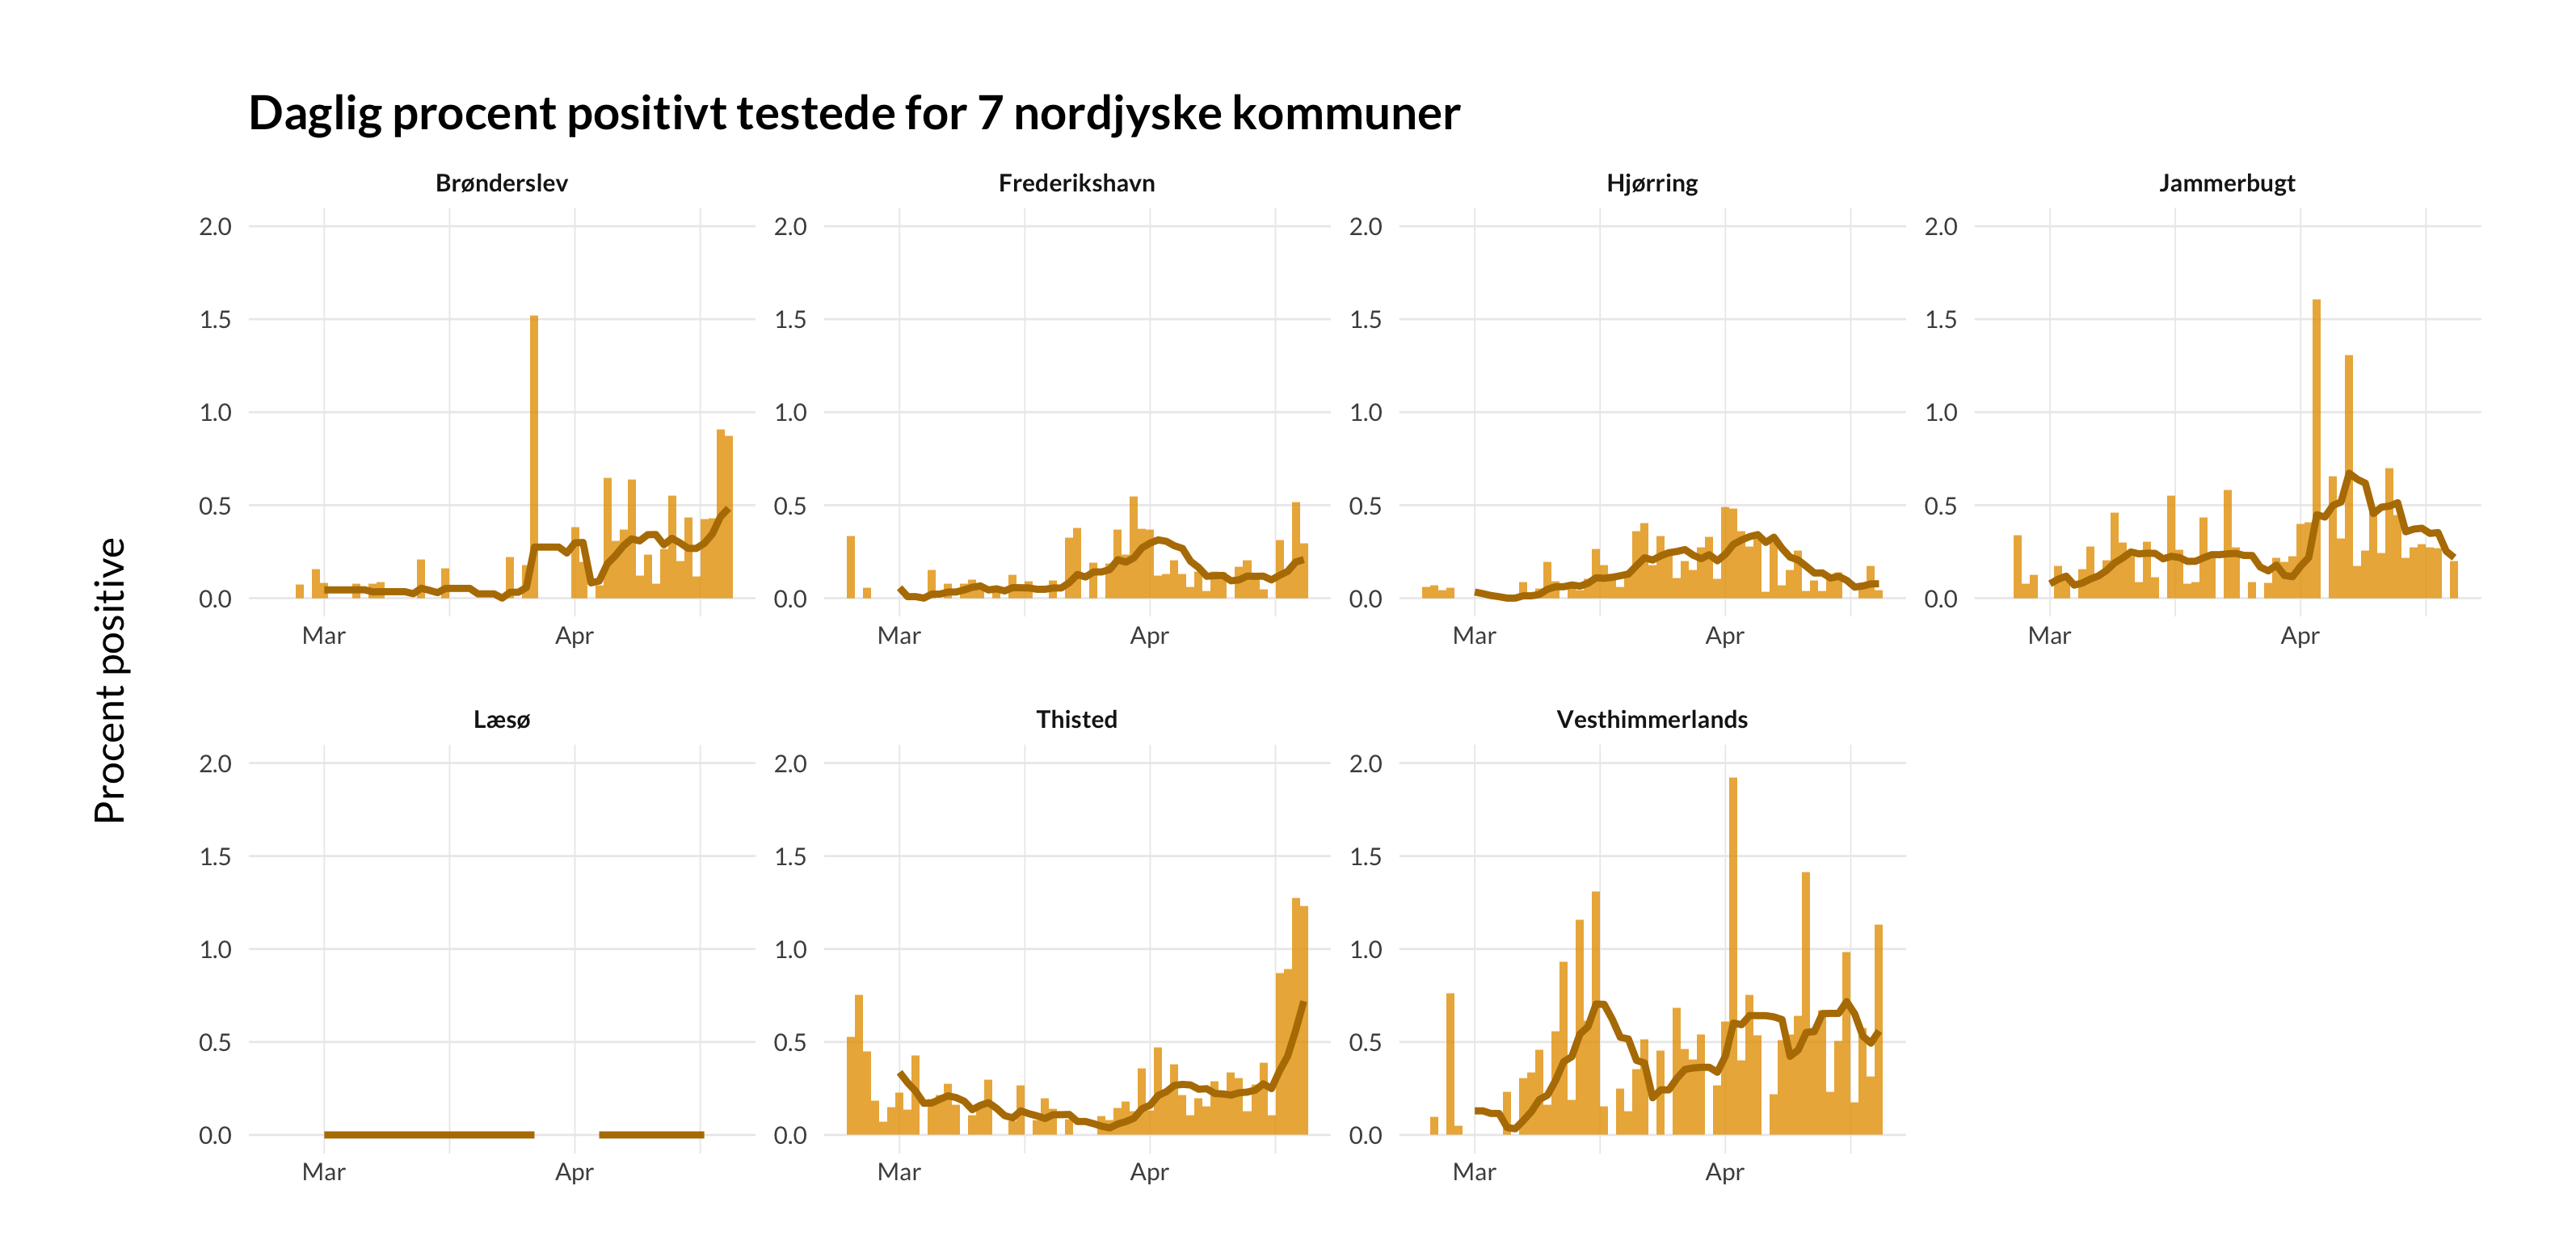 Daglig procent positivt testede for 7 nordjyske kommuner
Procent positive
Brønderslev
2.0
1.5
1.0
0.5
0.0
Mar Apr
Frederikshavn
2.0
1.5
1.0
0.5
0.0
Mar Apr
Hjørring
2.0
1.5
1.0
0.5
0.0
Mar Apr
Jammerbugt
2.0
1.5
1.0
0.5
0.0
Mar Apr
Læsø
2.0
1.5
1.0
0.5
0.0
Mar Apr
Thisted
2.0
1.5
1.0
0.5
0.0
Mar Apr
Vesthimmerlands
2.0
1.5
1.0
0.5
0.0
Mar Apr